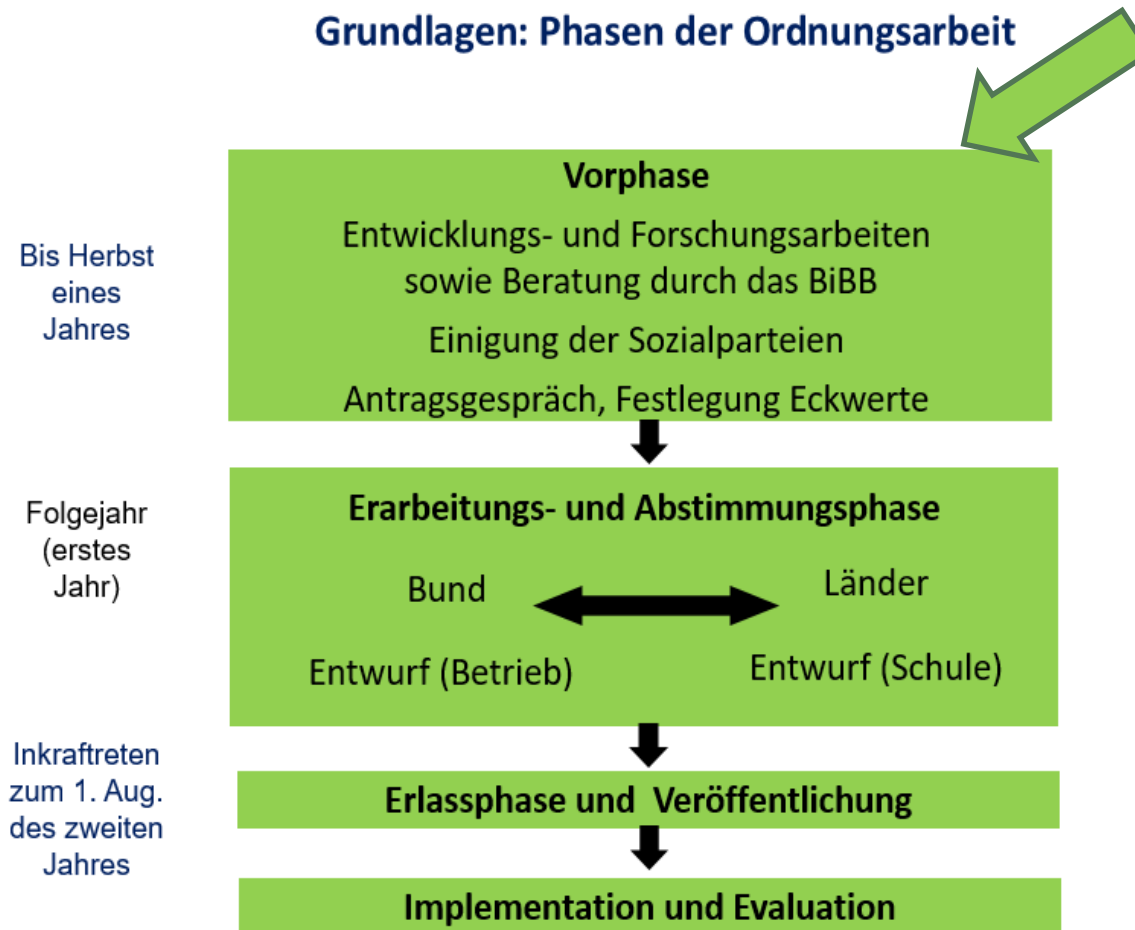 Grundlagen: Phasen der Ordnungsarbeit
Bis Herbst
eines
Jahres
Vorphase
Entwicklungs- und Forschungsarbeiten
sowie Beratung durch das BiBB
Einigung der Sozialparteien
Antragsgespräch, Festlegung Eckwerte
Folgejahr
(erstes
Jahr)
Erarbeitungs- und Abstimmungsphase
Bund
Länder
Entwurf (Betrieb)
Entwurf (Schule)
Inkraftreten
zum 1. Aug.
des zweiten
Jahres
Erlassphase und Veröffentlichung
Implementation und Evaluation